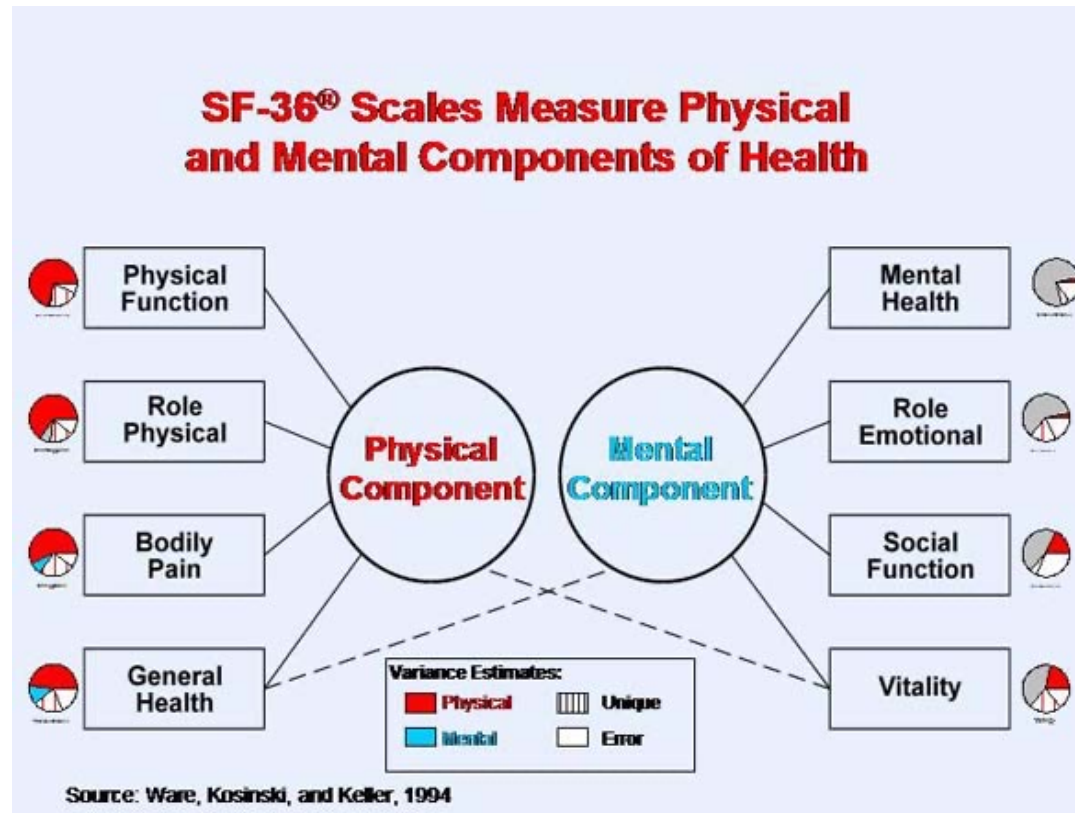 SF-36® Scales Measure Physical
and Mental Components of Health
Physical
Function
Role
Physical
Bodily
Pain
General
Health
Physical
Component
Mental
Component
Mental
Health
Role
Emotional
Social
Function
Vitality
Variance Estimates:
Physical
Unique
Mental
Error
Source: Ware, Kosinski, and Keller, 1994